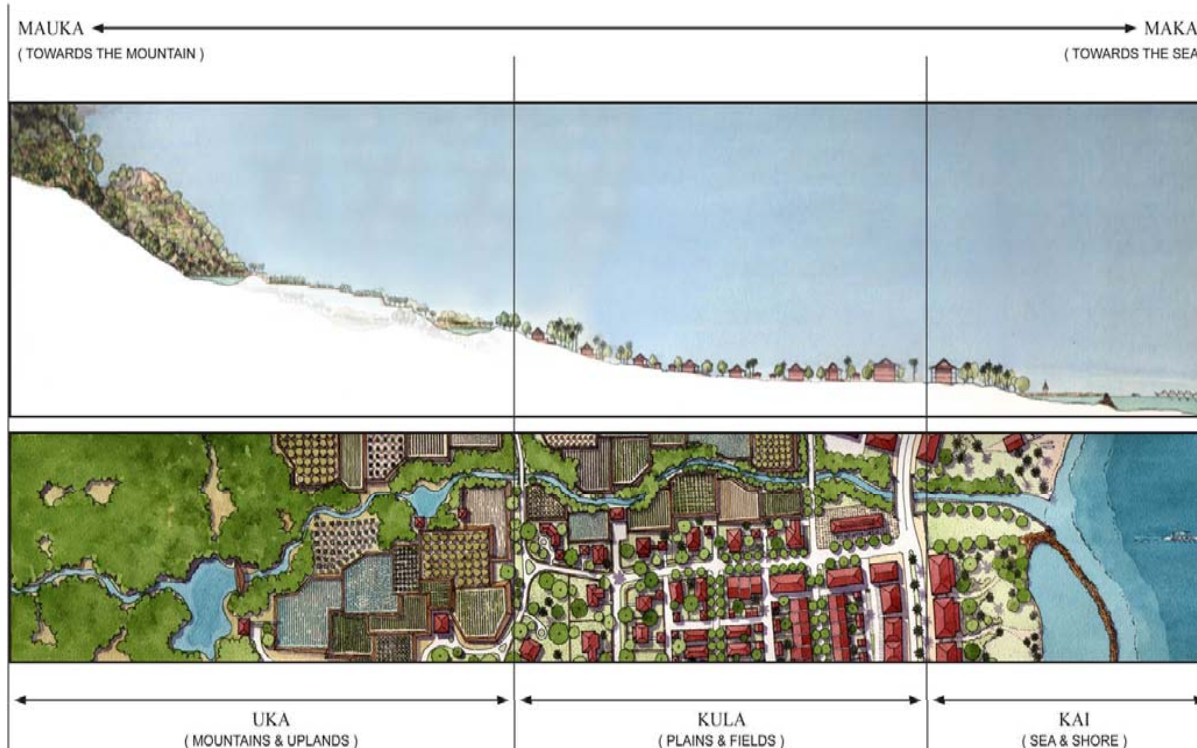 MAUKA
( TOWARDS THE MOUNTAIN )
MAKA
( TOWARDS THE SEA
UKA
( MOUNTAINS & UPLANDS )
KULA
( PLAINS & FIELDS )
KAI
( SEA & SHORE )